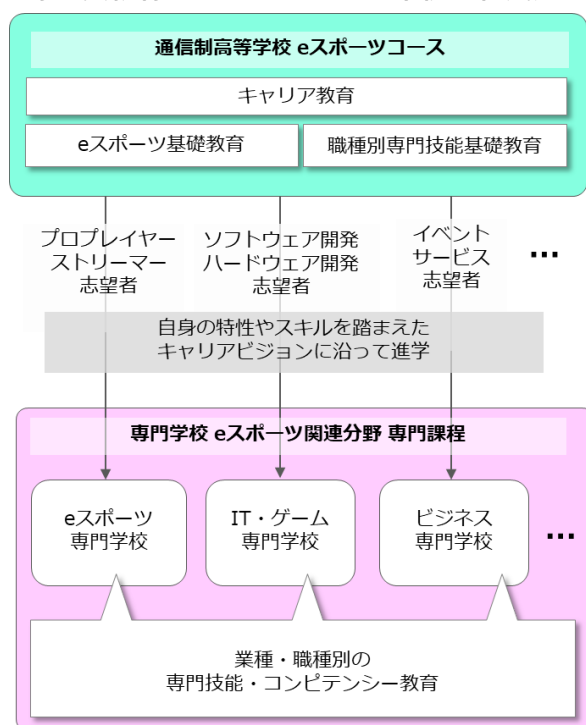 通信制高等学校 eスポーツコース
キャリア教育
eスポーツ基礎教育
職種別専門技能基礎教育
プロプレイヤー
ストリーマー
志望者
ソフトウェア開発
ハードウェア開発
志望者
イベント
サービス
志望者
…
自身の特性やスキルを踏まえた
キャリアビジョンに沿って進学
専門学校 eスポーツ関連分野 専門課程
eスポーツ
専門学校
IT・ゲーム
専門学校
ビジネス
専門学校
…
業種・職種別の
専門技能・コンピテンシー教育